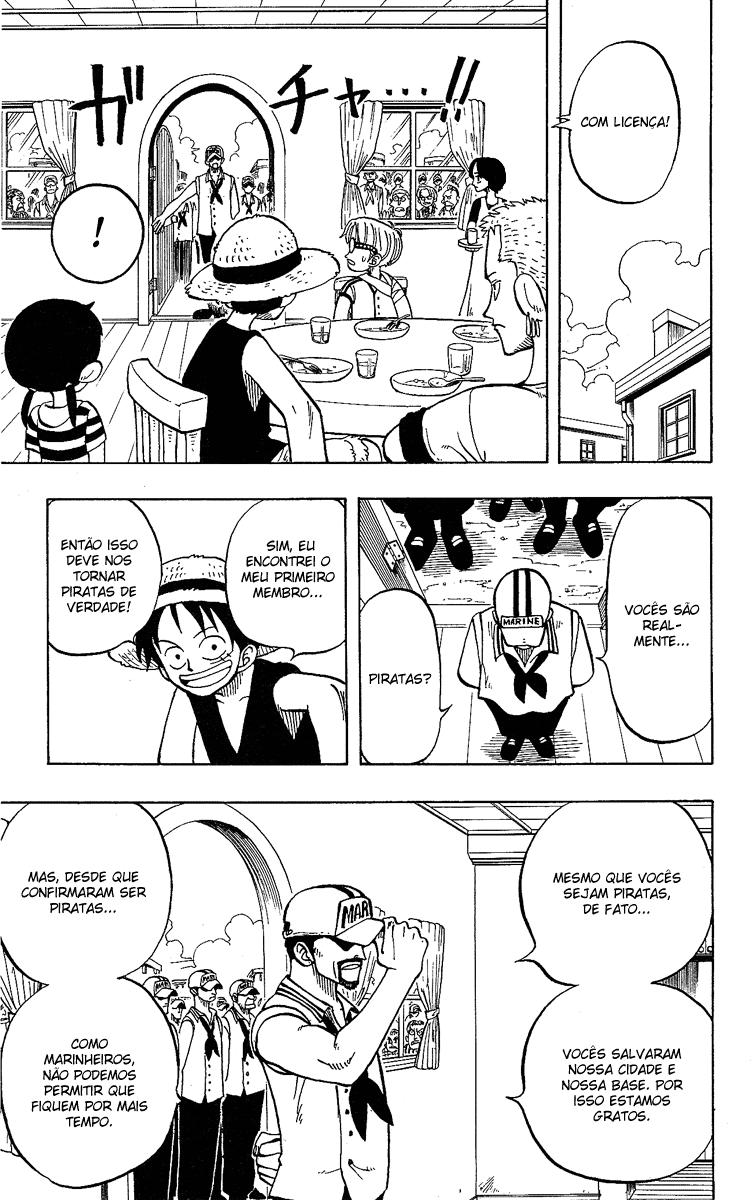 COM LICENÇA!
ガチャ…!!
!
VOCÊS SÃO
REAL-
MENTE...
MARINE
PIRATAS?
SIM, EU
ENCONTREI O
MEU PRIMEIRO
MEMBRO...
ENTÃO ISSO
DEVE NOS
TORNAR
PIRATAS DE
VERDADE!
MESMO QUE VOCÊS
SEJAM PIRATAS,
DE FATO...
VOCÊS SALVARAM
NOSSA CIDADE E
NOSSA BASE. POR
ISSO ESTAMOS
GRATOS.
MAR
MAS, DESDE QUE
CONFIRMARAM SER
PIRATAS...
COMO
MARINHEIROS,
NÃO PODEMOS
PERMITIR QUE
FIQUEM POR MAIS
TEMPO.